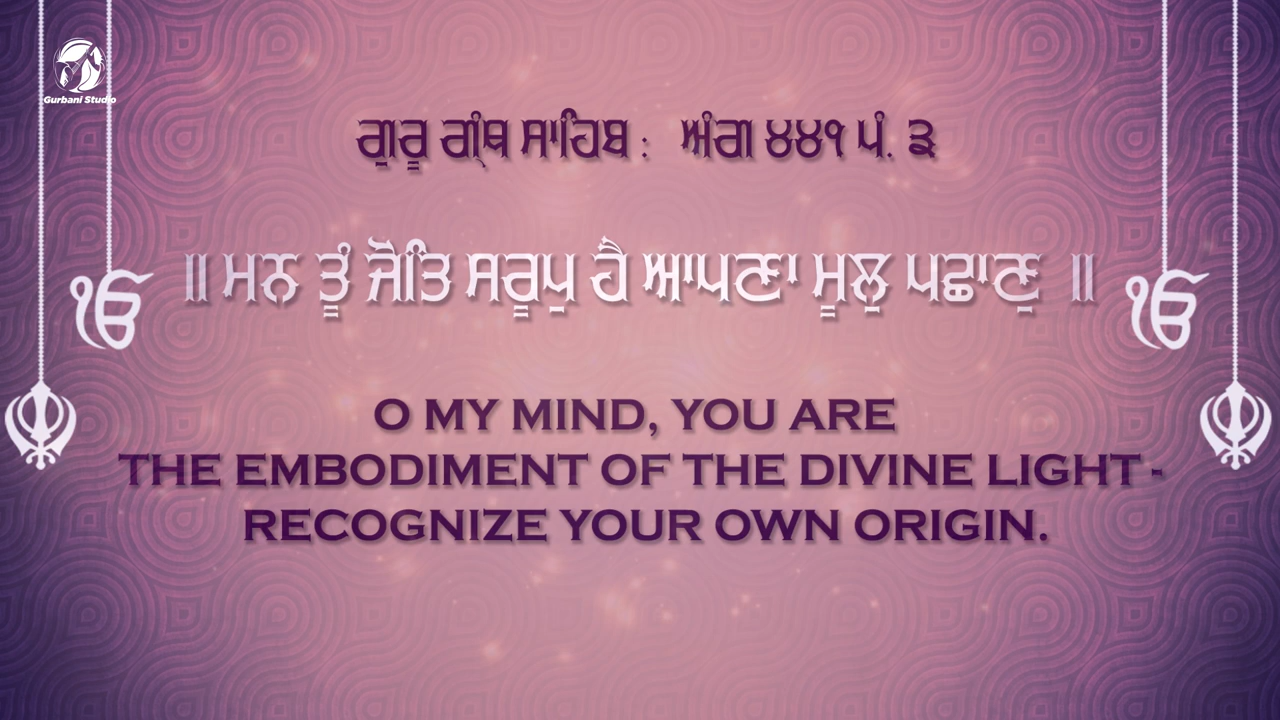 Gurbani Studio
ਗੁਰੂ ਗ੍ਰੰਥ ਸਾਹਿਬ : ਅੰਗ ੪੪੧ ਪੰ. ੩
॥ ਮਨ ਤੂੰ ਜੋਤਿ ਸਰੂਪੁ ਹੈ ਆਪਣਾ ਮੂਲੁ ਪਛਾਣੁ ॥
O MY MIND, YOU ARE
THE EMBODIMENT OF THE DIVINE LIGHT -
RECOGNIZE YOUR OWN ORIGIN.
ੴ
ੴ